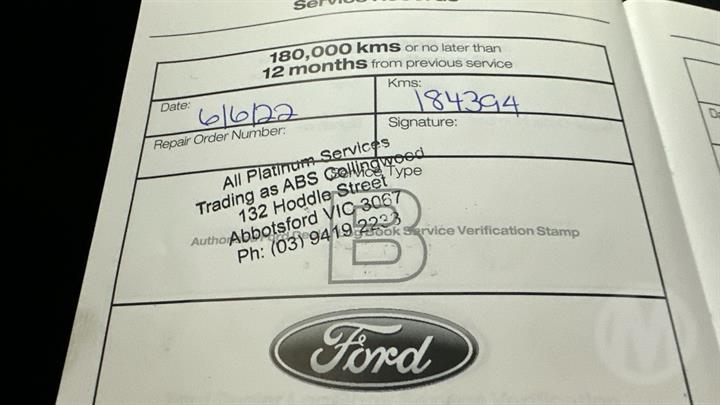 Service Records
180,000 kms or no later than
12 months from previous service
Date: 6/6/22
Kms: 184394
Repair Order Number:
Signature:
All Platinum Services
Trading as ABS Collingwood
132 Hoddle Street
Abbotsford VIC 3067
Ph: (03) 9419 2233
Service Type
B
Book Service Verification Stamp
Ford
M